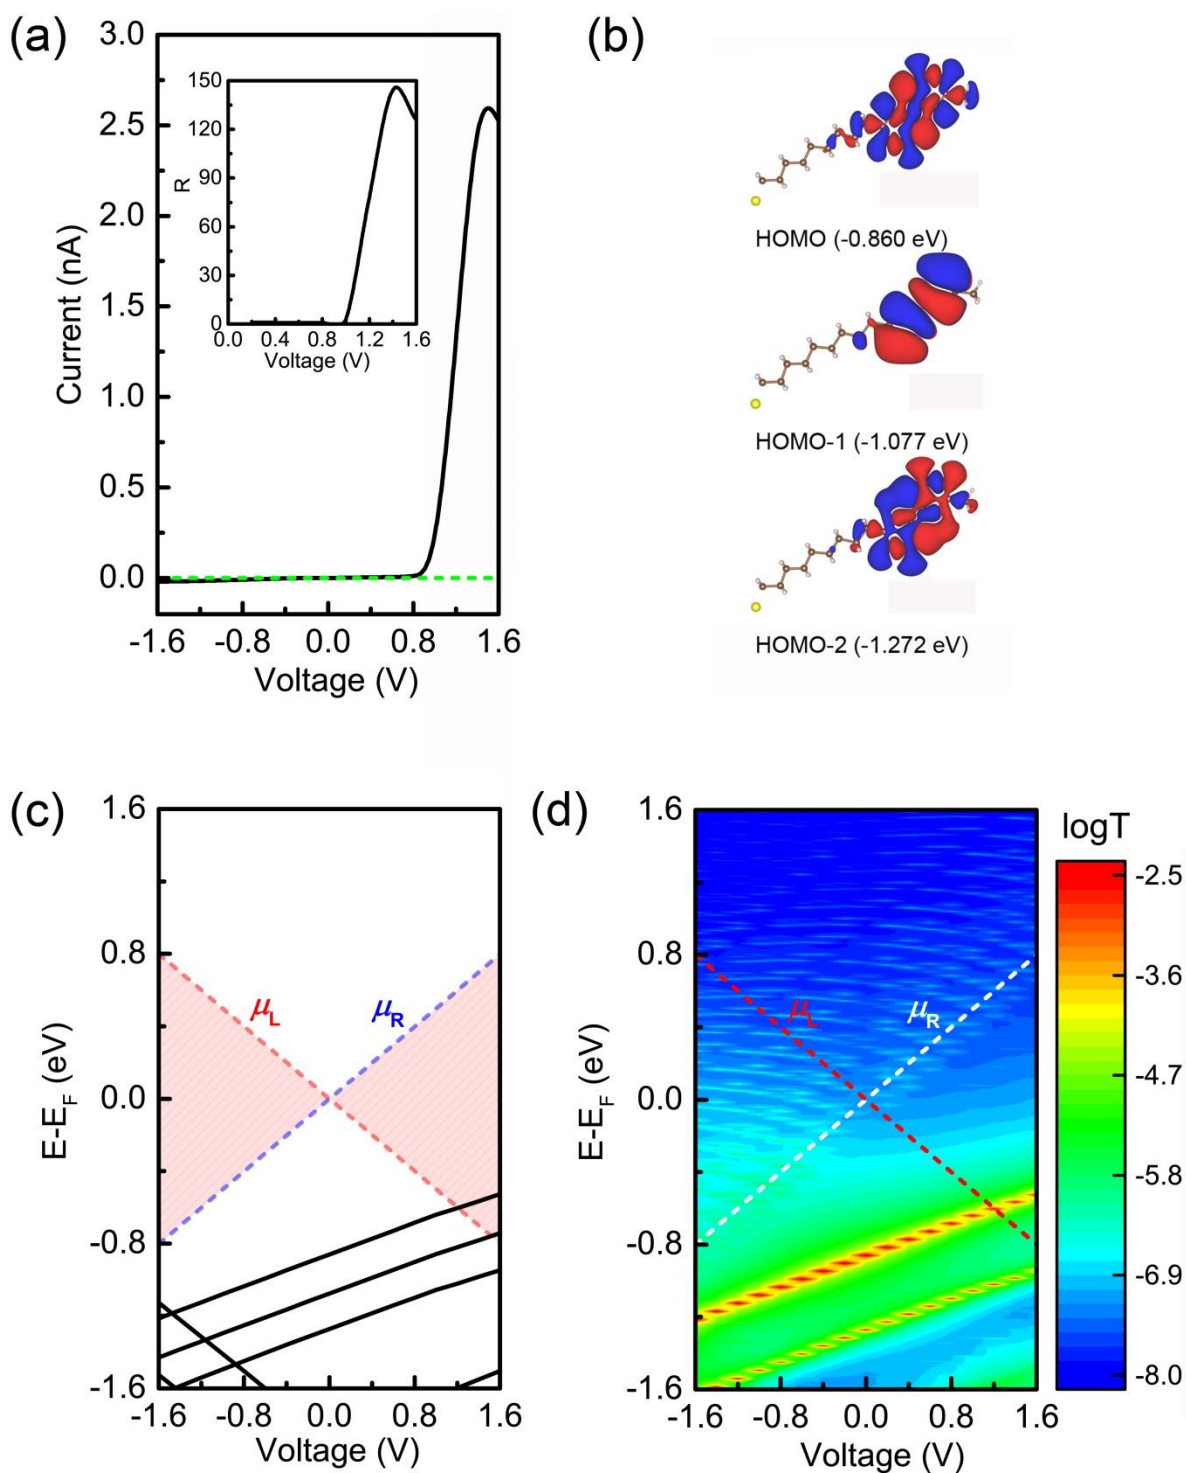 (a)
3.0
2.5
2.0
1.5
1.0
0.5
0.0
Current (nA)
-1.6 -0.8 0.0 0.8 1.6
Voltage (V)
150
120
90
60
30
0
R
0.0 0.4 0.8 1.2 1.6
Voltage (V)
(b)
HOMO (-0.860 eV)
HOMO-1 (-1.077 eV)
HOMO-2 (-1.272 eV)
(c)
1.6
0.8
0.0
-0.8
-1.6
E-E_F (eV)
μ_L
μ_R
-1.6 -0.8 0.0 0.8 1.6
Voltage (V)
(d)
1.6
0.8
0.0
-0.8
-1.6
E-E_F (eV)
μ_L
μ_R
-1.6 -0.8 0.0 0.8 1.6
Voltage (V)
logT
-2.5
-3.6
-4.7
-5.8
-6.9
-8.0